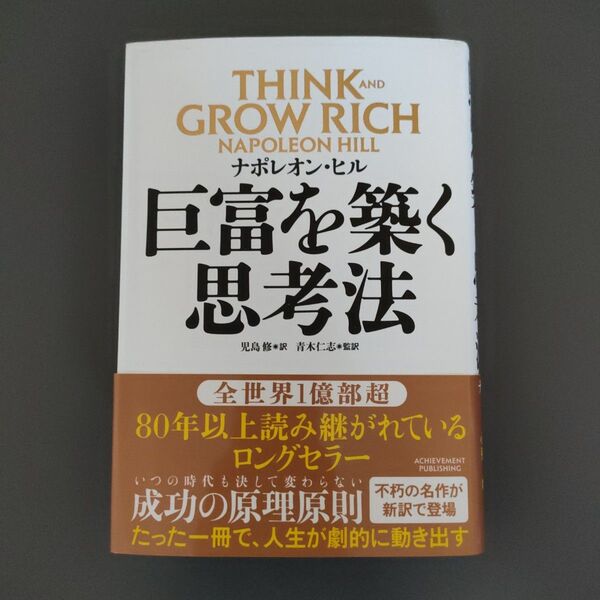 THINK AND
GROW RICH
NAPOLEON HILL
ナポレオン・ヒル
巨富を築く
思考法
児島 修*訳 青木仁志*監訳
全世界1億部超
80年以上読み継がれている
ロングセラー
ACHIEVEMENT
PUBLISHING
いつの時代も決して変わらない
成功の原理原則
不朽の名作が
新訳で登場
たった一冊で、人生が劇的に動き出す